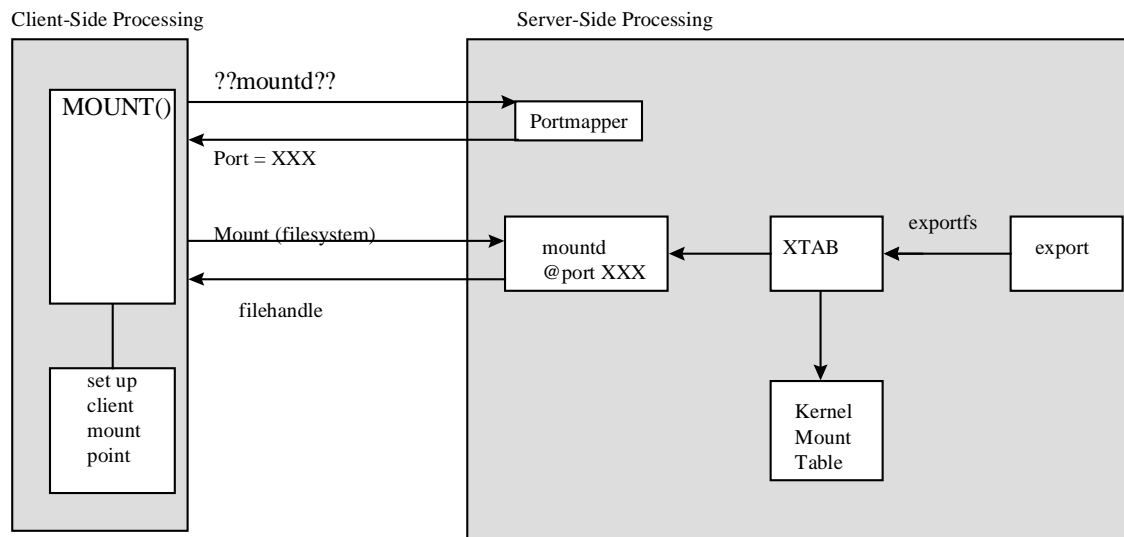 Client-Side Processing
Server-Side Processing
??mountd??
MOUNT()
Portmapper
Port = XXX
Mount (filesystem)
mountd
@port XXX
XTAB
exportfs
export
filehandle
set up
client
mount
point
Kernel
Mount
Table